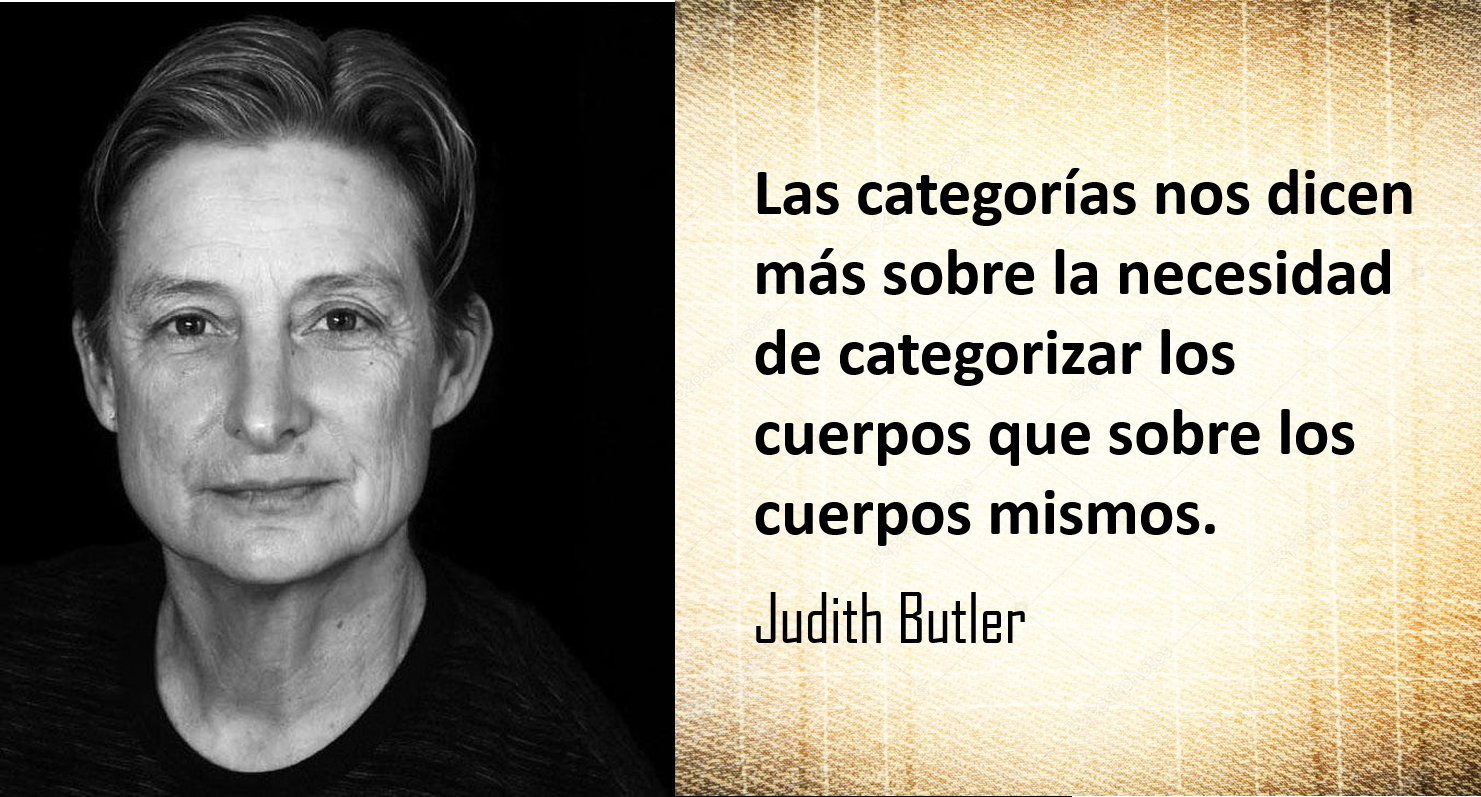 Las categorías nos dicen
más sobre la necesidad
de categorizar los
cuerpos que sobre los
cuerpos mismos.
Judith Butler